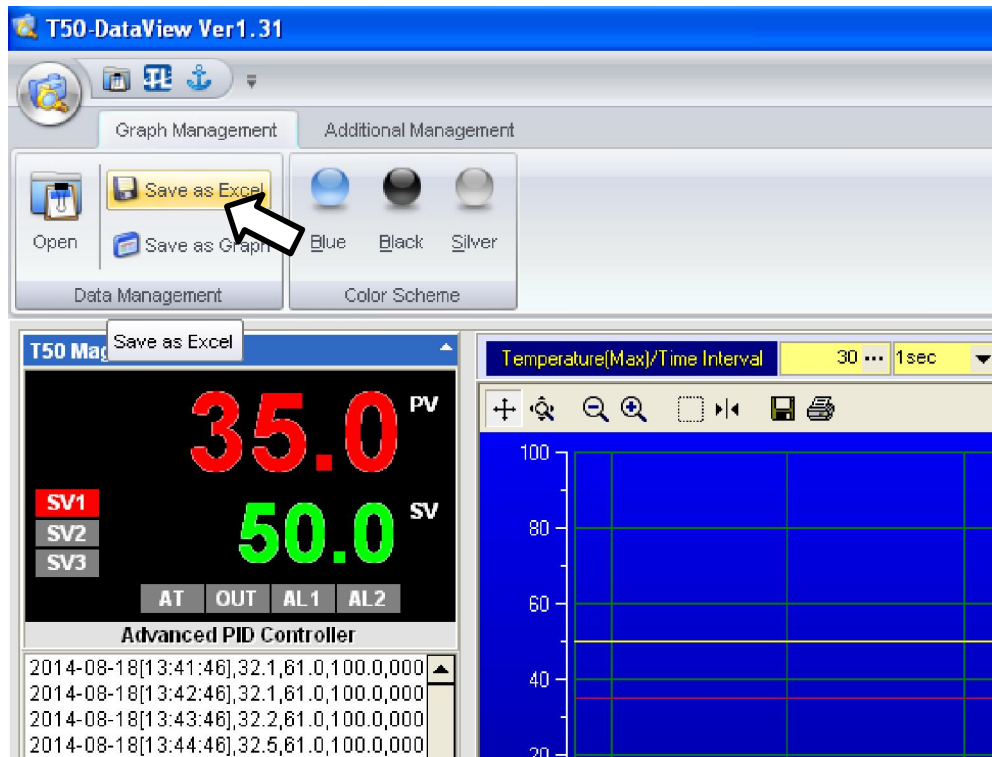 T50-DataView Ver1.31
Graph Management Additional Management
Save as Excel
Open Save as Graph Blue Black Silver
Data Management Color Scheme
Save as Excel
T50 Mag
Temperature(Max)/Time Interval 30 ... 1sec
35.0 PV
SV1
SV2
SV3
50.0 SV
AT OUT AL1 AL2
Advanced PID Controller
2014-08-18[13:41:46],32.1,61.0,100.0,000
2014-08-18[13:42:46],32.1,61.0,100.0,000
2014-08-18[13:43:46],32.2,61.0,100.0,000
2014-08-18[13:44:46],32.5,61.0,100.0,000
100
80
60
40
20